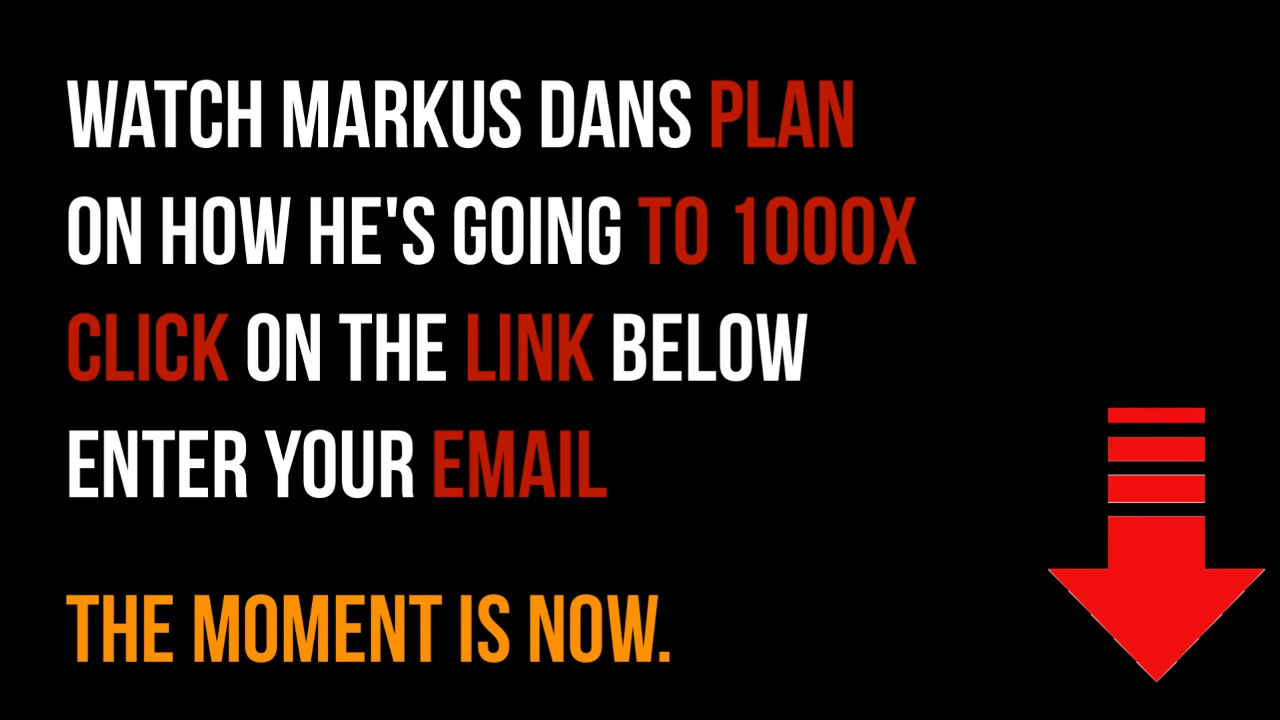 WATCH MARKUS DANS PLAN
ON HOW HE'S GOING TO 1000X
CLICK ON THE LINK BELOW
ENTER YOUR EMAIL
THE MOMENT IS NOW.